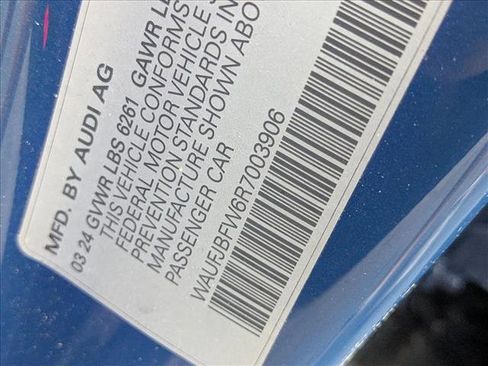 MFD. BY AUDI AG
03·24 GVWR LBS 6261 GAWR
THIS VEHICLE CONFORMS
FEDERAL MOTOR VEHICLE
PREVENTION STANDARDS IN
MANUFACTURE SHOWN ABO
PASSENGER CAR
WAUFJBFW6R7003906